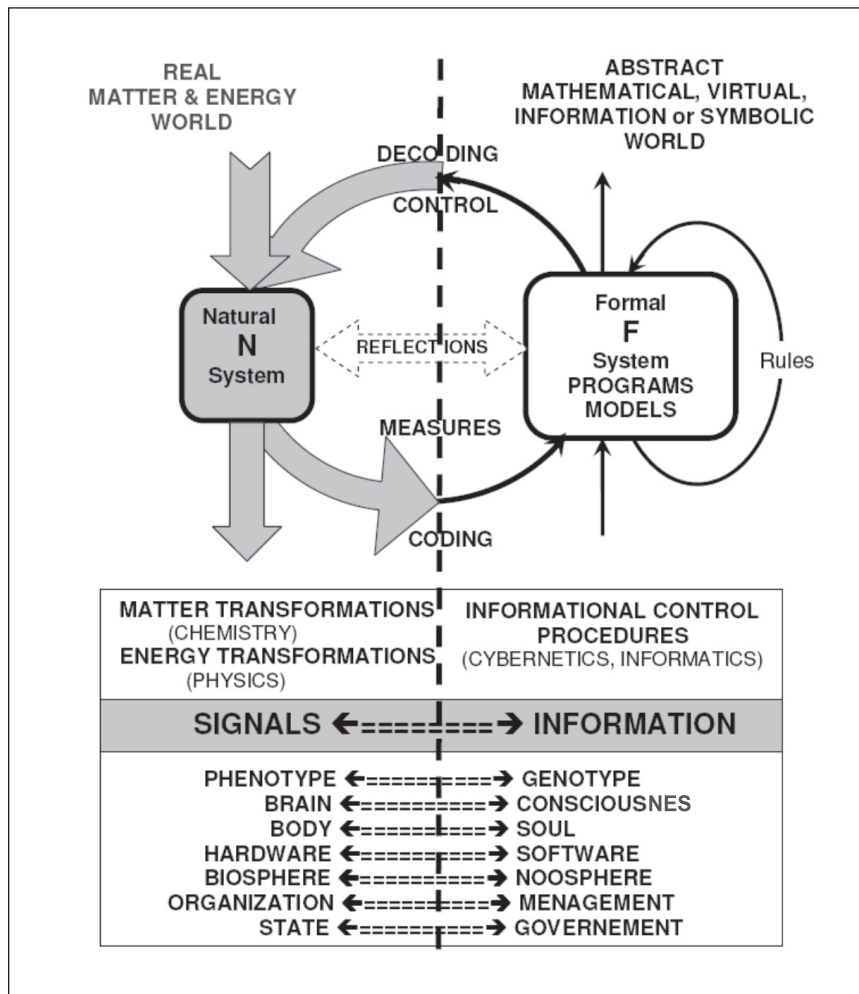 REAL
MATTER & ENERGY
WORLD
ABSTRACT
MATHEMATICAL, VIRTUAL,
INFORMATION or SYMBOLIC
WORLD
DECODING
CONTROL
Natural
N
System
REFLECTIONS
Formal
F
System
PROGRAMS
MODELS
Rules
MEASURES
CODING
MATTER TRANSFORMATIONS
(CHEMISTRY)
ENERGY TRANSFORMATIONS
(PHYSICS)
INFORMATIONAL CONTROL
PROCEDURES
(CYBERNETICS, INFORMATICS)
SIGNALS ←==========→ INFORMATION
PHENOTYPE ←==========→ GENOTYPE
BRAIN ←==========→ CONSCIOUSNES
BODY ←==========→ SOUL
HARDWARE ←==========→ SOFTWARE
BIOSPHERE ←==========→ NOOSPHERE
ORGANIZATION ←==========→ MENAGEMENT
STATE ←==========→ GOVERNEMENT